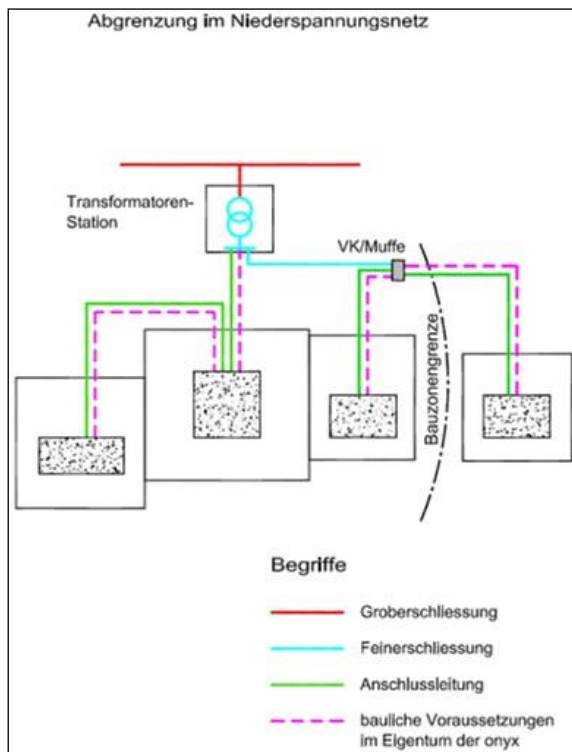 Abgrenzung im Niederspannungsnetz
Transformatoren-
Station
VK/Muffe
Bauzonengrenze
Begriffe
Groberschliessung
Feinerschliessung
Anschlussleitung
bauliche Voraussetzungen
im Eigentum der onyx